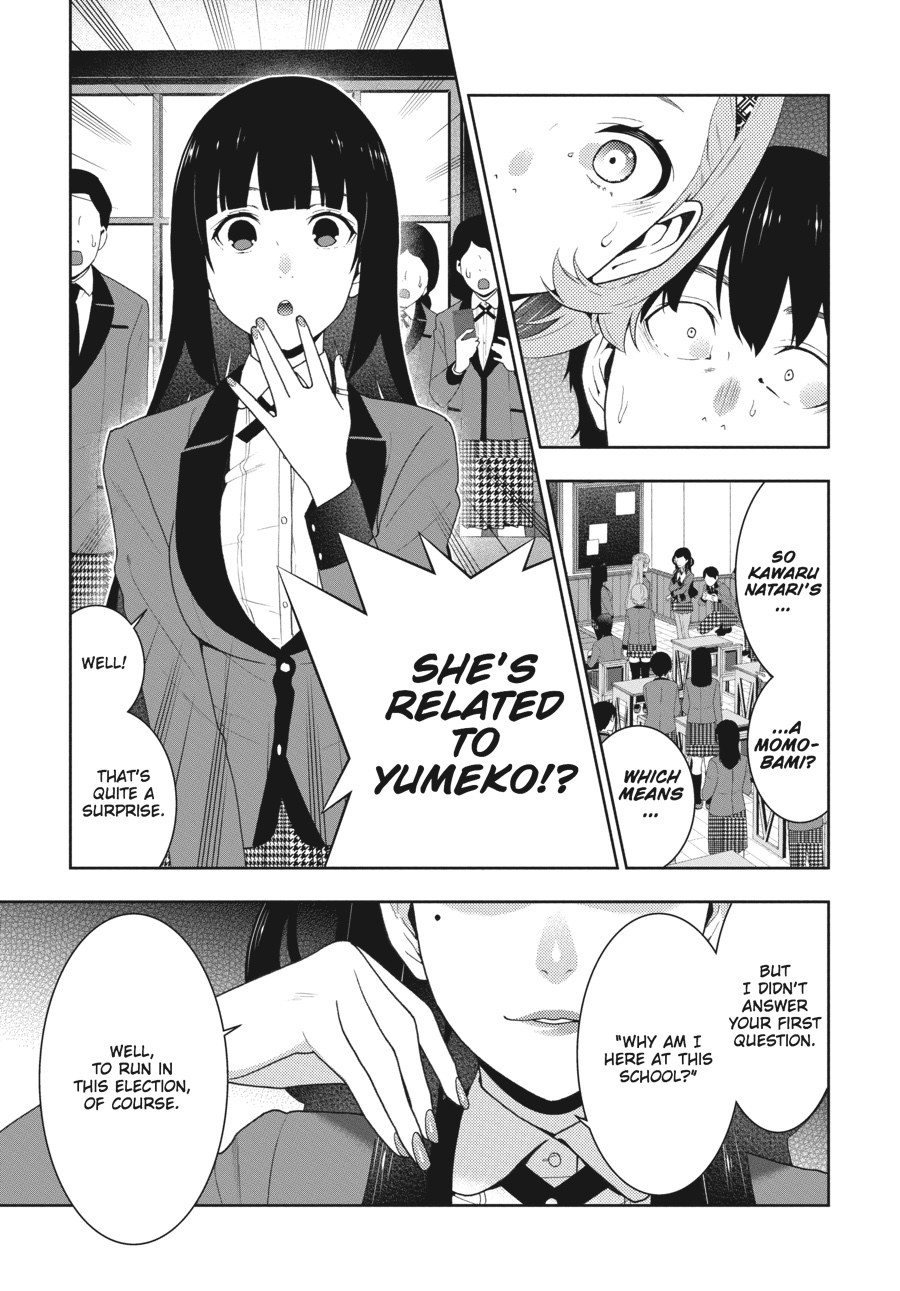 SO
KAWARU
NATARI'S
...
...A
MOMO-
BAMI?
WHICH
MEANS
...
SHE'S
RELATED
TO
YUMEKO!?
WELL!
THAT'S
QUITE A
SURPRISE.
BUT
I DIDN'T
ANSWER
YOUR FIRST
QUESTION.
"WHY AM I
HERE AT THIS
SCHOOL?"
WELL,
TO RUN IN
THIS ELECTION,
OF COURSE.